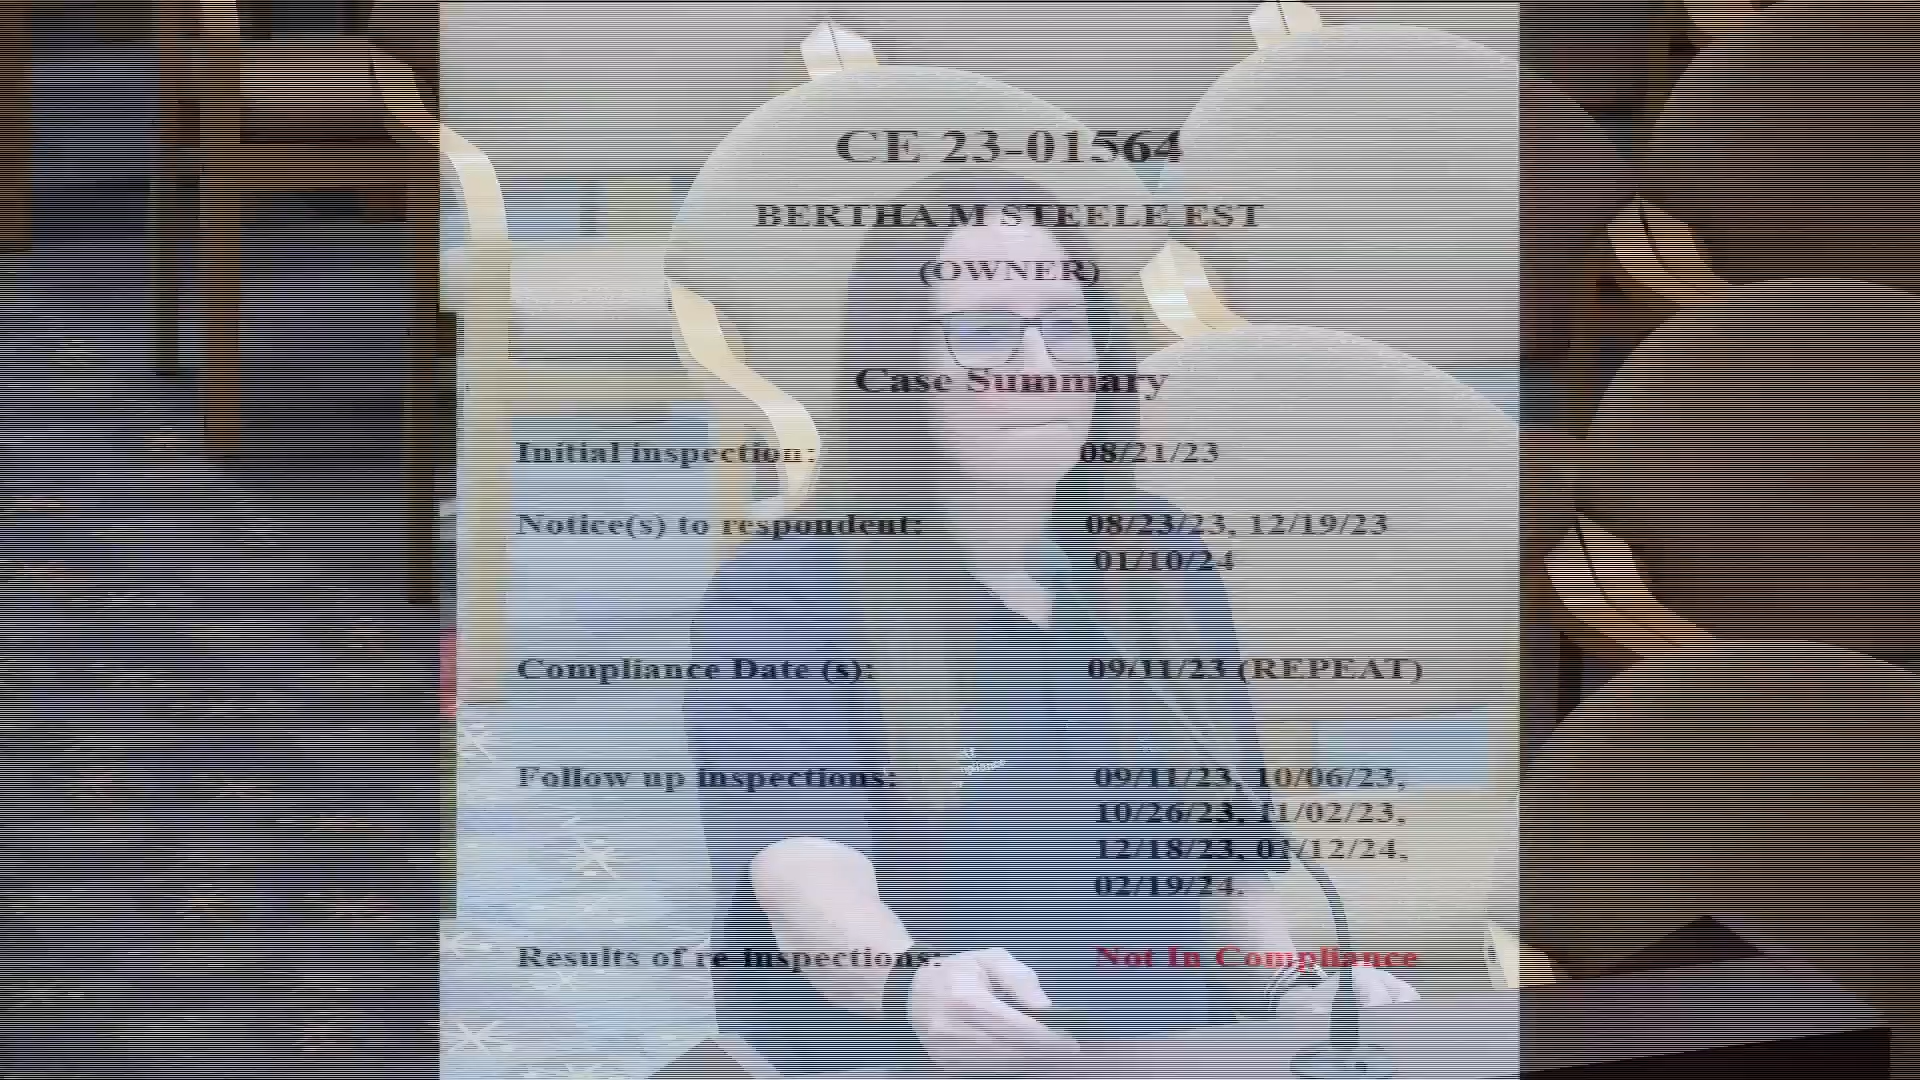 CE 23-01564
BERTHA M STEELE EST
(OWNER)
Case Summary
Initial inspection: 08/21/23
Notice(s) to respondent: 08/23/23, 12/19/23
01/10/24
Compliance Date (s): 09/11/23 (REPEAT)
Follow up inspections: 09/11/23, 10/06/23,
10/26/23, 11/02/23,
12/18/23, 01/12/24,
02/19/24.
Results of re-Inspections: Not In Compliance